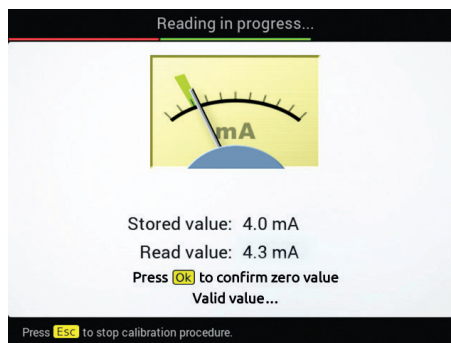 Reading in progress...
mA
Stored value: 4.0 mA
Read value: 4.3 mA
Press Ok to confirm zero value
Valid value...
Press Esc to stop calibration procedure.